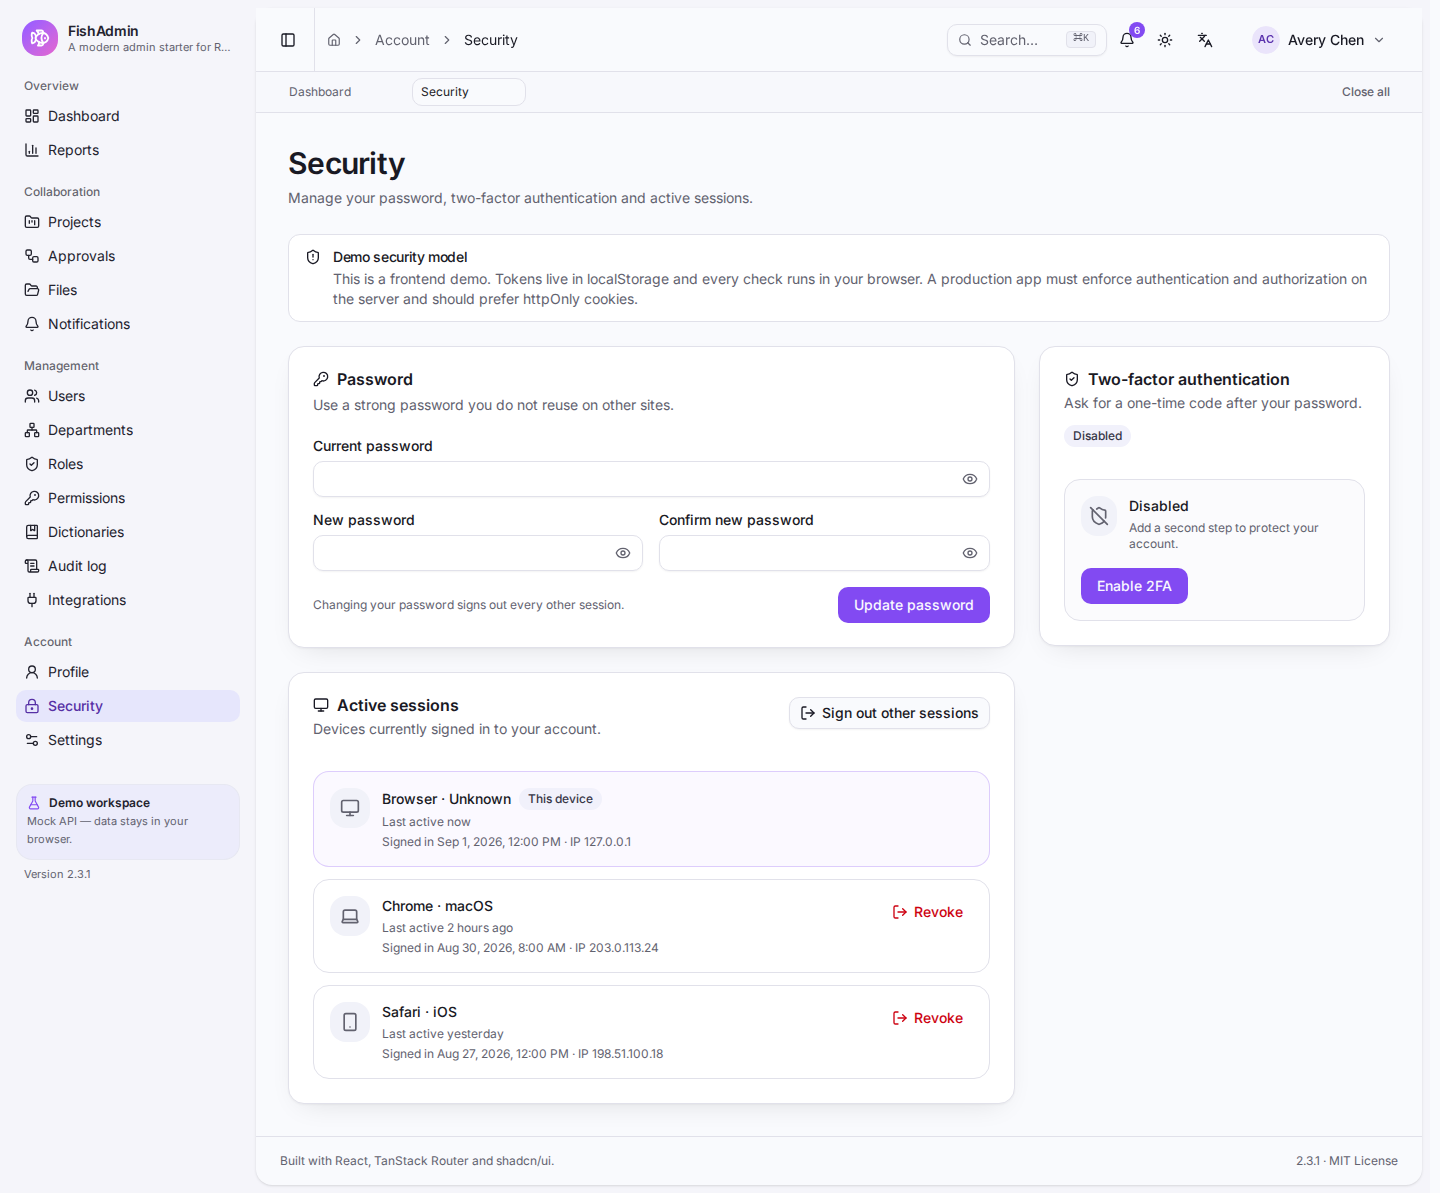 FishAdmin
A modern admin starter for R...
Overview
Dashboard
Reports
Collaboration
Projects
Approvals
Files
Notifications
Management
Users
Departments
Roles
Permissions
Dictionaries
Audit log
Integrations
Account
Profile
Security
Settings
Demo workspace
Mock API — data stays in your
browser.
Version 2.3.1
Account
Security
Search...
⌘K
6
AC
Avery Chen
Dashboard
Security
Close all
Security
Manage your password, two-factor authentication and active sessions.
Demo security model
This is a frontend demo. Tokens live in localStorage and every check runs in your browser. A production app must enforce authentication and authorization on
the server and should prefer httpOnly cookies.
Password
Use a strong password you do not reuse on other sites.
Current password
New password
Confirm new password
Changing your password signs out every other session.
Update password
Two-factor authentication
Ask for a one-time code after your password.
Disabled
Disabled
Add a second step to protect your
account.
Enable 2FA
Active sessions
Devices currently signed in to your account.
Sign out other sessions
Browser · Unknown
This device
Last active now
Signed in Sep 1, 2026, 12:00 PM · IP 127.0.0.1
Chrome · macOS
Last active 2 hours ago
Signed in Aug 30, 2026, 8:00 AM · IP 203.0.113.24
Revoke
Safari · iOS
Last active yesterday
Signed in Aug 27, 2026, 12:00 PM · IP 198.51.100.18
Revoke
Built with React, TanStack Router and shadcn/ui.
2.3.1 · MIT License